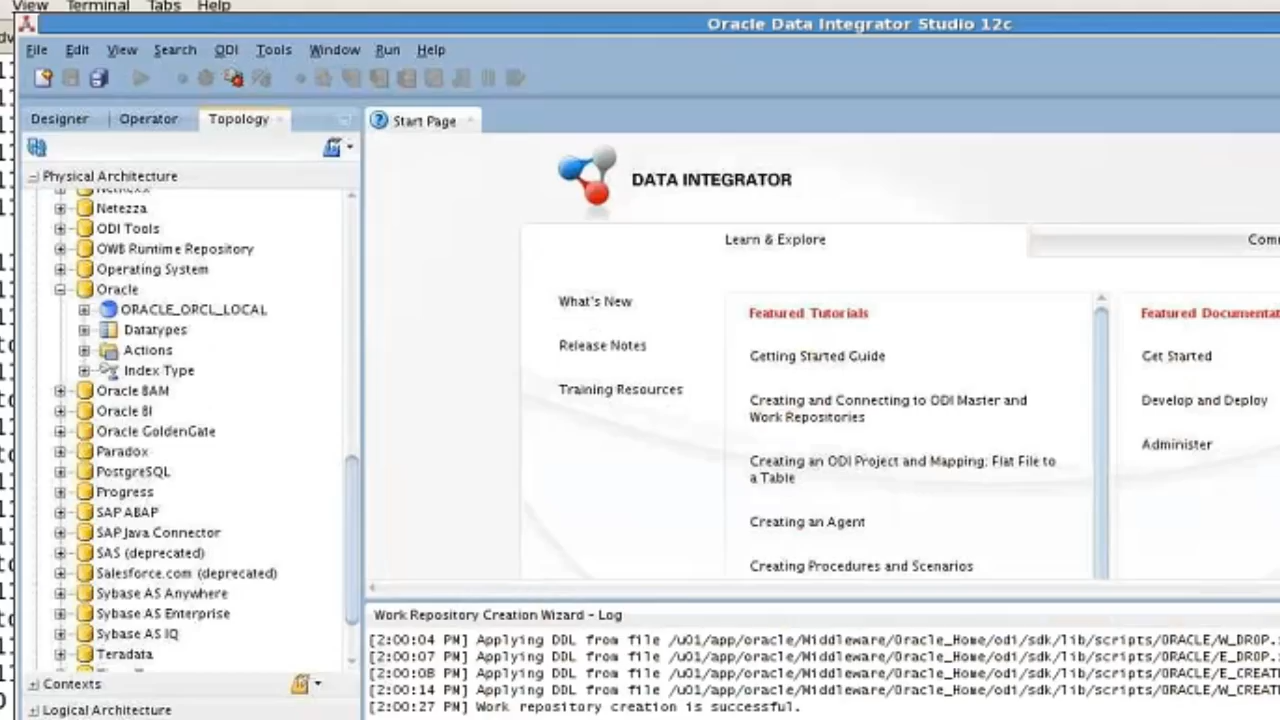 View Terminal Tabs Help
Oracle Data Integrator Studio 12c
File Edit View Search ODI Tools Window Run Help
Designer Operator Topology
Start Page
Physical Architecture
Netezza
ODI Tools
OWB Runtime Repository
Operating System
Oracle
ORACLE_ORCL_LOCAL
Datatypes
Actions
Index Type
Oracle BAM
Oracle BI
Oracle GoldenGate
Paradox
PostgreSQL
Progress
SAP ABAP
SAP Java Connector
SAS (deprecated)
Salesforce.com (deprecated)
Sybase AS Anywhere
Sybase AS Enterprise
Sybase AS IQ
Teradata
Contexts
Logical Architecture
DATA INTEGRATOR
Learn & Explore
What's New
Release Notes
Training Resources
Featured Tutorials
Getting Started Guide
Creating and Connecting to ODI Master and
Work Repositories
Creating an ODI Project and Mapping: Flat File to
a Table
Creating an Agent
Creating Procedures and Scenarios
Featured Documentat
Get Started
Develop and Deploy
Administer
Work Repository Creation Wizard - Log
[2:00:04 PM] Applying DDL from file /u01/app/oracle/Middleware/Oracle_Home/odi/sdk/lib/scripts/ORACLE/W_DROP.
[2:00:07 PM] Applying DDL from file /u01/app/oracle/Middleware/Oracle_Home/odi/sdk/lib/scripts/ORACLE/E_DROP.
[2:00:08 PM] Applying DDL from file /u01/app/oracle/Middleware/Oracle_Home/odi/sdk/lib/scripts/ORACLE/E_CREAT
[2:00:14 PM] Applying DDL from file /u01/app/oracle/Middleware/Oracle_Home/odi/sdk/lib/scripts/ORACLE/W_CREAT
[2:00:27 PM] Work repository creation is successful.